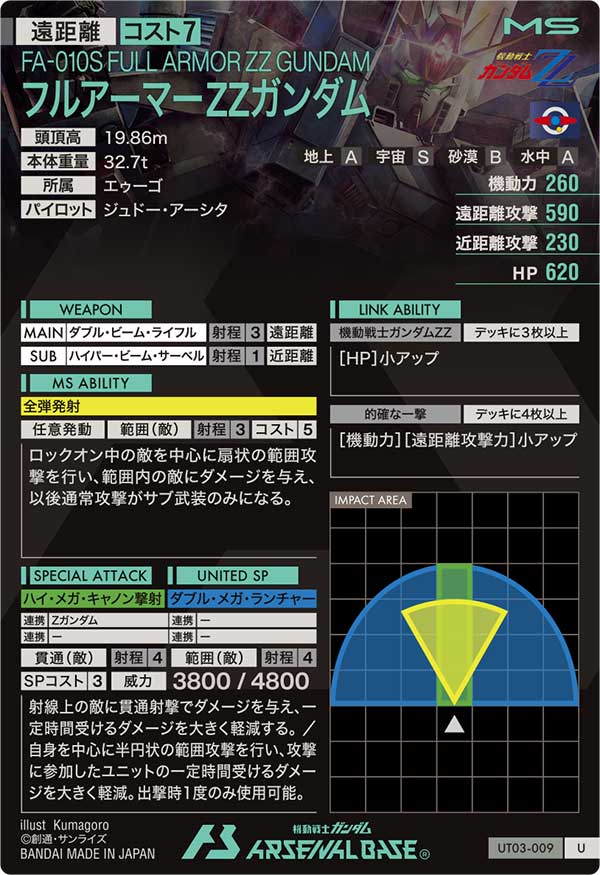 遠距離 コスト7
MS
FA-010S FULL ARMOR ZZ GUNDAM
フルアーマーZZガンダム
機動戦士
ガンダムZZ
頭頂高 19.86m
本体重量 32.7t
所属 エゥーゴ
パイロット ジュドー・アーシタ
地上 A 宇宙 S 砂漠 B 水中 A
機動力 260
遠距離攻撃 590
近距離攻撃 230
HP 620
WEAPON
MAIN ダブル・ビーム・ライフル 射程 3 遠距離
SUB ハイパー・ビーム・サーベル 射程 1 近距離
MS ABILITY
全弾発射
任意発動 範囲(敵) 射程 3 コスト 5
ロックオン中の敵を中心に扇状の範囲攻
撃を行い、範囲内の敵にダメージを与え、
以後通常攻撃がサブ武装のみになる。
LINK ABILITY
機動戦士ガンダムZZ デッキに3枚以上
[HP]小アップ
的確な一撃 デッキに4枚以上
[機動力][遠距離攻撃力]小アップ
IMPACT AREA
SPECIAL ATTACK UNITED SP
ハイ・メガ・キャノン撃射 ダブル・メガ・ランチャー
連携 Zガンダム 連携 ー
連携 ー 連携 ー
貫通(敵) 射程 4 範囲(敵) 射程 4
SPコスト 3 威力 3800 / 4800
射線上の敵に貫通射撃でダメージを与え、一
定時間受けるダメージを大きく軽減する。／
自身を中心に半円状の範囲攻撃を行い、攻撃
に参加したユニットの一定時間受けるダメー
ジを大きく軽減。出撃時1度のみ使用可能。
illust Kumagoro
©創通・サンライズ
BANDAI MADE IN JAPAN
機動戦士ガンダム
AB ARSENAL BASE®
UT03-009 U